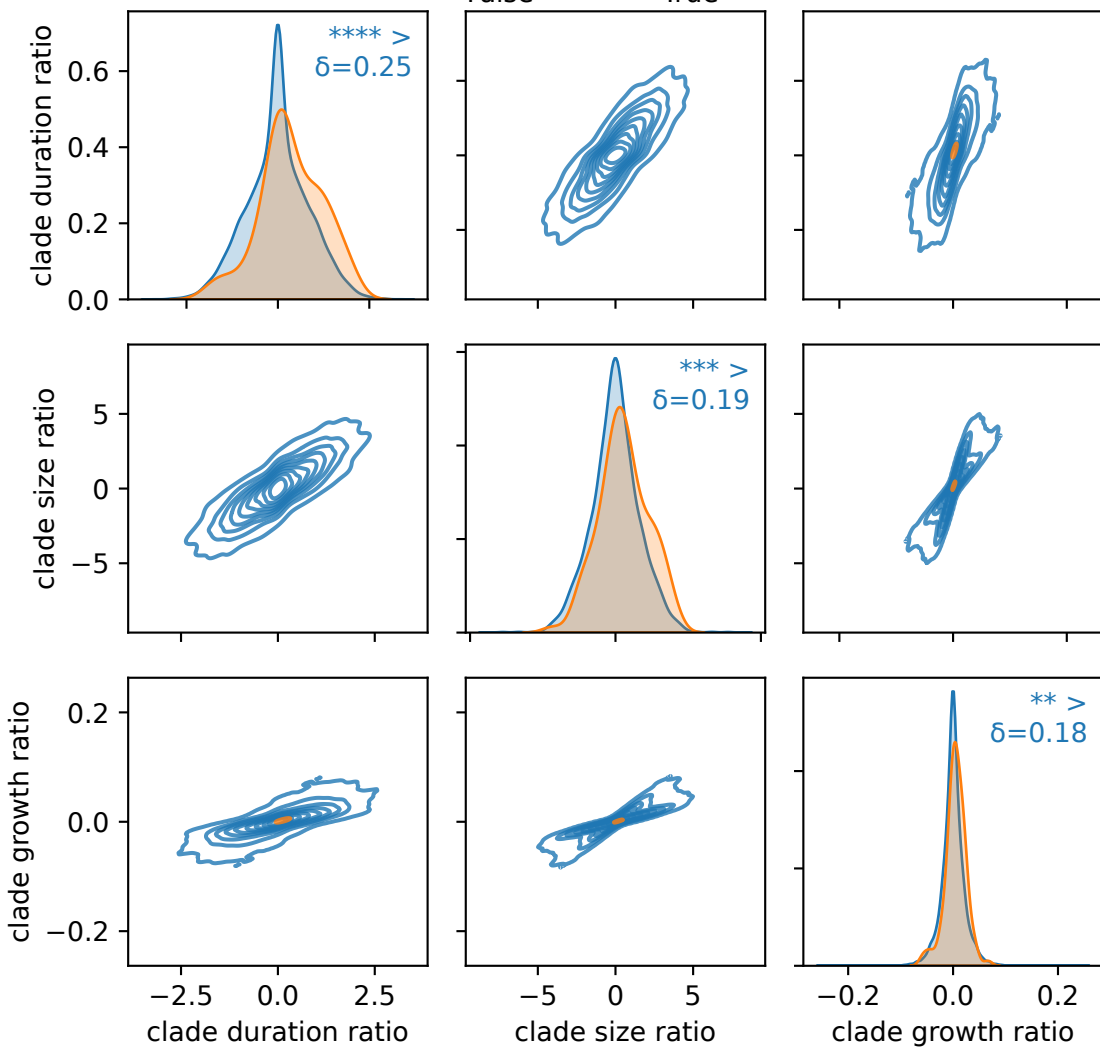 clade duration ratio
0.6
0.4
0.2
0.0
**** >
δ=0.25
clade size ratio
5
0
−5
*** >
δ=0.19
clade growth ratio
0.2
0.0
−0.2
** >
δ=0.18
−2.5 0.0 2.5
−5 0 5
−0.2 0.0 0.2
clade duration ratio
clade size ratio
clade growth ratio